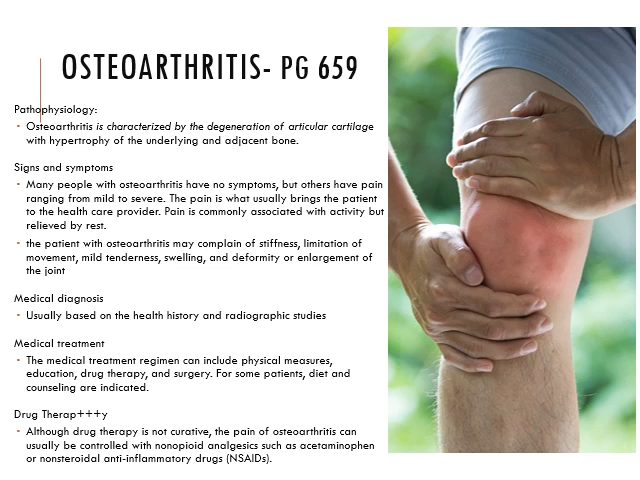 OSTEOARTHRITIS- PG 659
Pathophysiology:
Osteoarthritis is characterized by the degeneration of articular cartilage
with hypertrophy of the underlying and adjacent bone.
Signs and symptoms
Many people with osteoarthritis have no symptoms, but others have pain
ranging from mild to severe. The pain is what usually brings the patient
to the health care provider. Pain is commonly associated with activity but
relieved by rest.
the patient with osteoarthritis may complain of stiffness, limitation of
movement, mild tenderness, swelling, and deformity or enlargement of
the joint
Medical diagnosis
Usually based on the health history and radiographic studies
Medical treatment
The medical treatment regimen can include physical measures,
education, drug therapy, and surgery. For some patients, diet and
counseling are indicated.
Drug Therap+++y
Although drug therapy is not curative, the pain of osteoarthritis can
usually be controlled with nonopioid analgesics such as acetaminophen
or nonsteroidal anti-inflammatory drugs (NSAIDs).